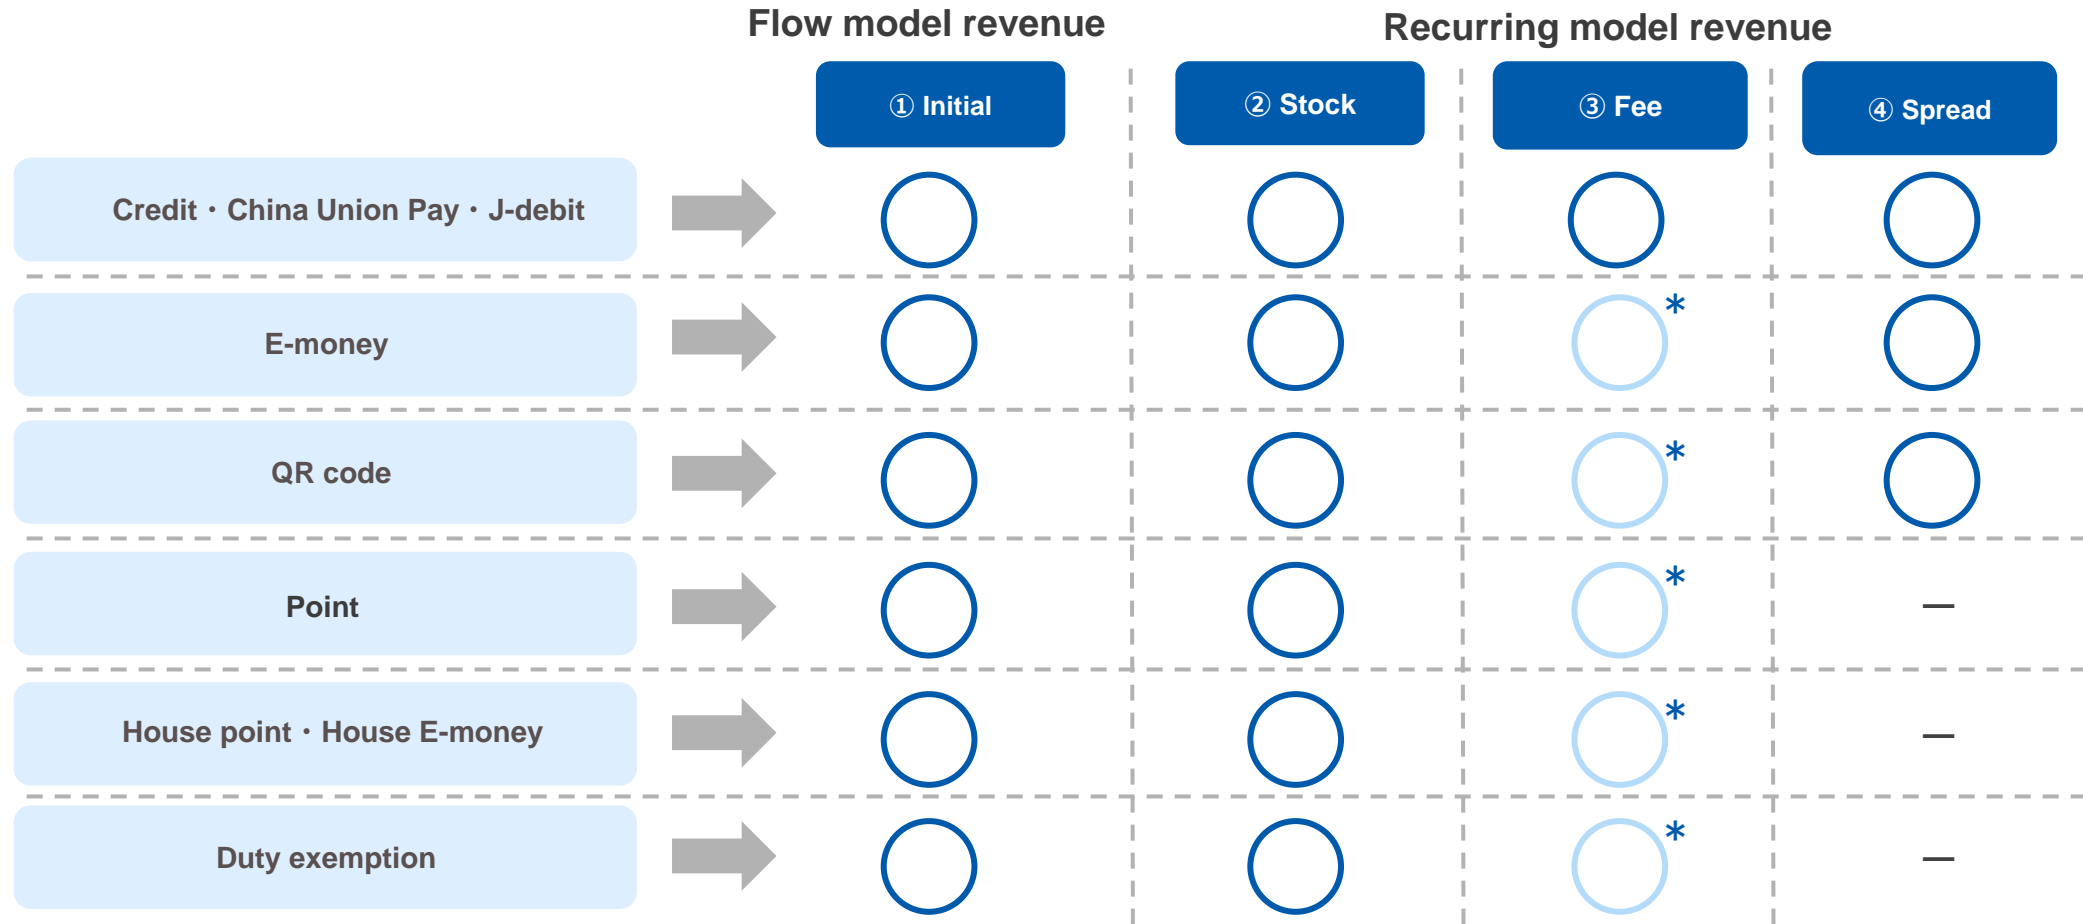 Flow model revenue
Recurring model revenue
① Initial
② Stock
③ Fee
④ Spread
Credit・China Union Pay・J-debit
E-money
*
QR code
*
Point
*
—
House point・House E-money
*
—
Duty exemption
*
—